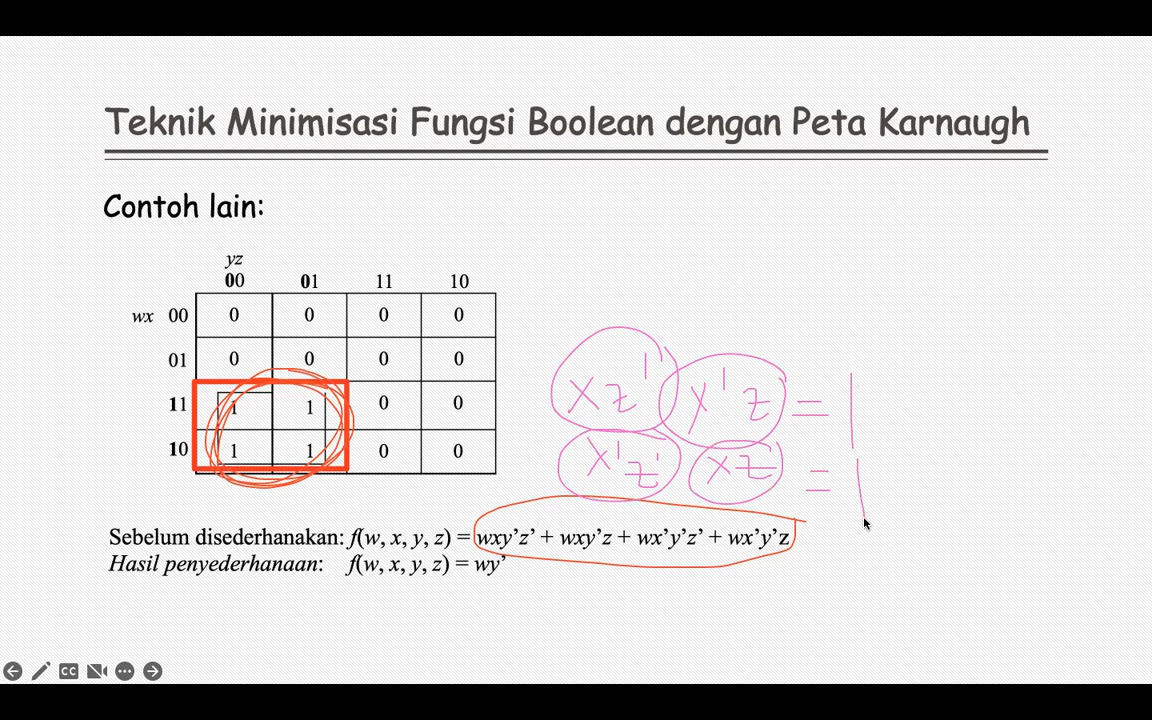 Teknik Minimisasi Fungsi Boolean dengan Peta Karnaugh
Contoh lain:
yz
00 01 11 10
wx 00 0 0 0 0
01 0 0 0 0
11 1 1 0 0
10 1 1 0 0
xz' x'z = 1
x'z' xz = 1
Sebelum disederhanakan: f(w, x, y, z) = wxy’z’ + wxy’z + wx’y’z’ + wx’y’z
Hasil penyederhanaan: f(w, x, y, z) = wy’
CC